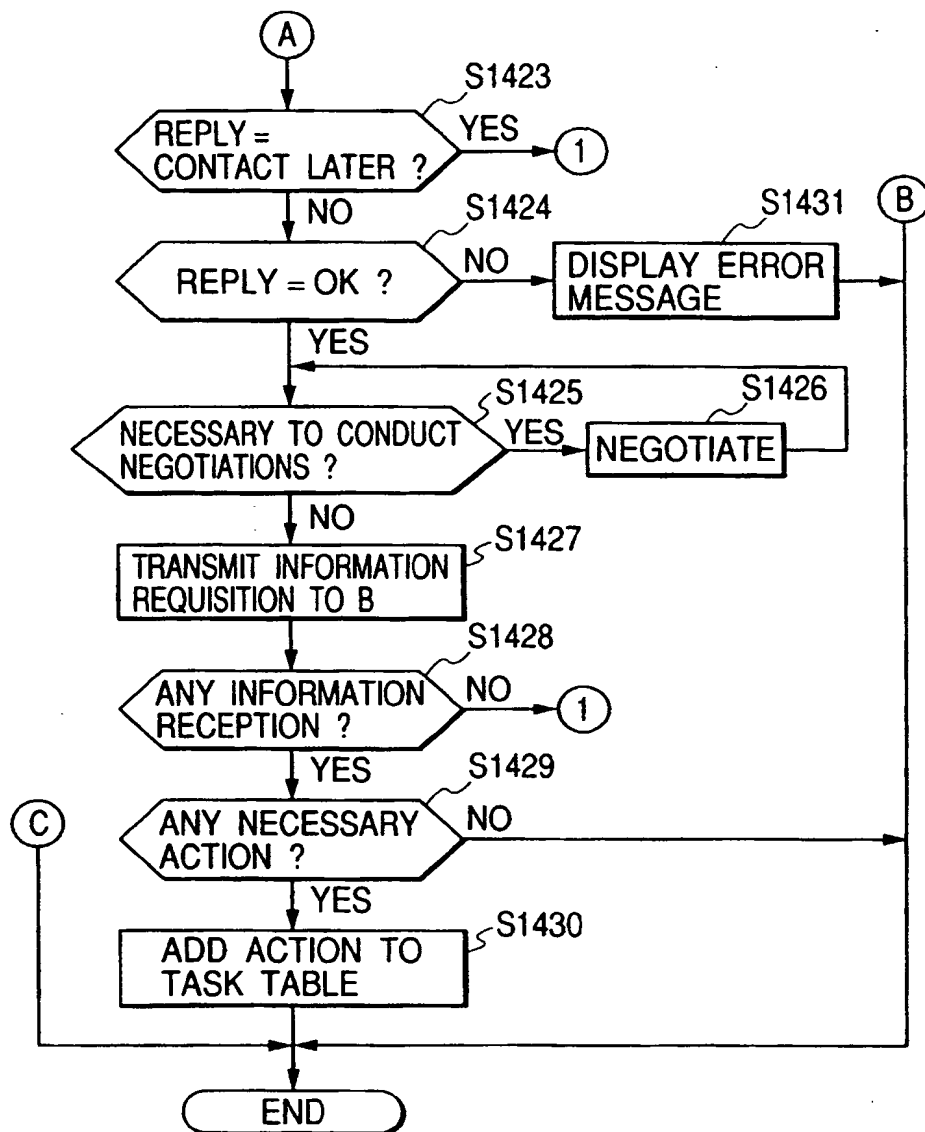 A
S1423
REPLY =
CONTACT LATER ?
YES
1
NO
S1424
REPLY = OK ?
NO
S1431
DISPLAY ERROR
MESSAGE
B
YES
S1425
NECESSARY TO CONDUCT
NEGOTIATIONS ?
YES
S1426
NEGOTIATE
NO
S1427
TRANSMIT INFORMATION
REQUISITION TO B
S1428
ANY INFORMATION
RECEPTION ?
NO
1
YES
S1429
C
ANY NECESSARY
ACTION ?
NO
YES
S1430
ADD ACTION TO
TASK TABLE
END